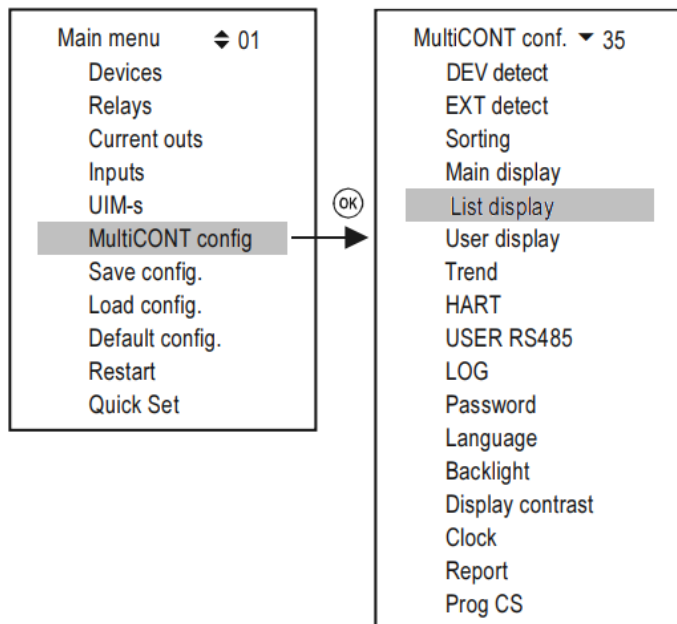 Main menu 01
Devices
Relays
Current outs
Inputs
UIM-s
MultiCONT config
Save config.
Load config.
Default config.
Restart
Quick Set
OK
MultiCONT conf. 35
DEV detect
EXT detect
Sorting
Main display
List display
User display
Trend
HART
USER RS485
LOG
Password
Language
Backlight
Display contrast
Clock
Report
Prog CS